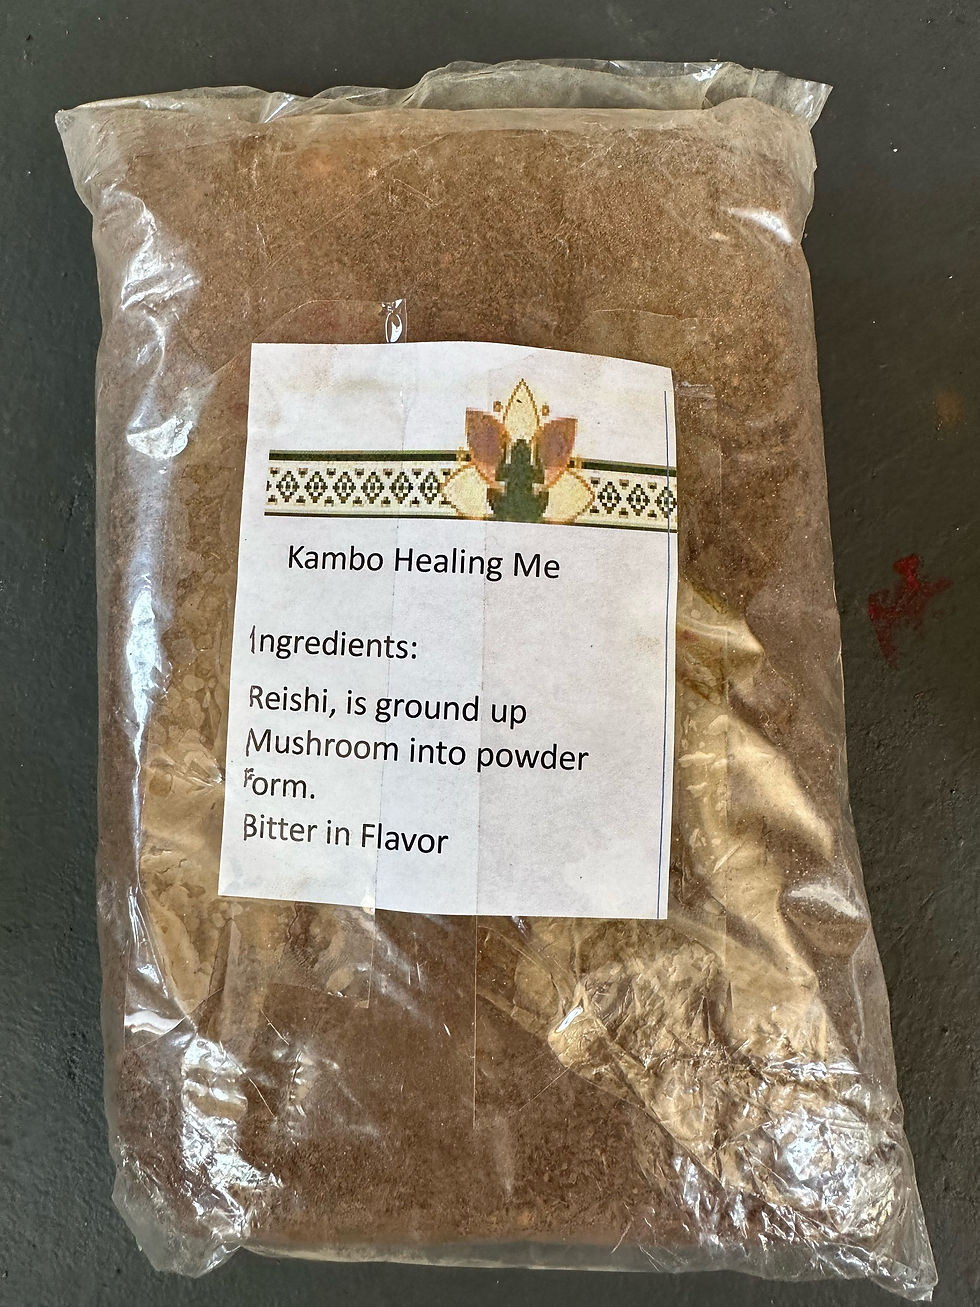 Kambo Healing Me
Ingredients:
Reishi, is ground up
Mushroom into powder
Form.
Bitter in Flavor